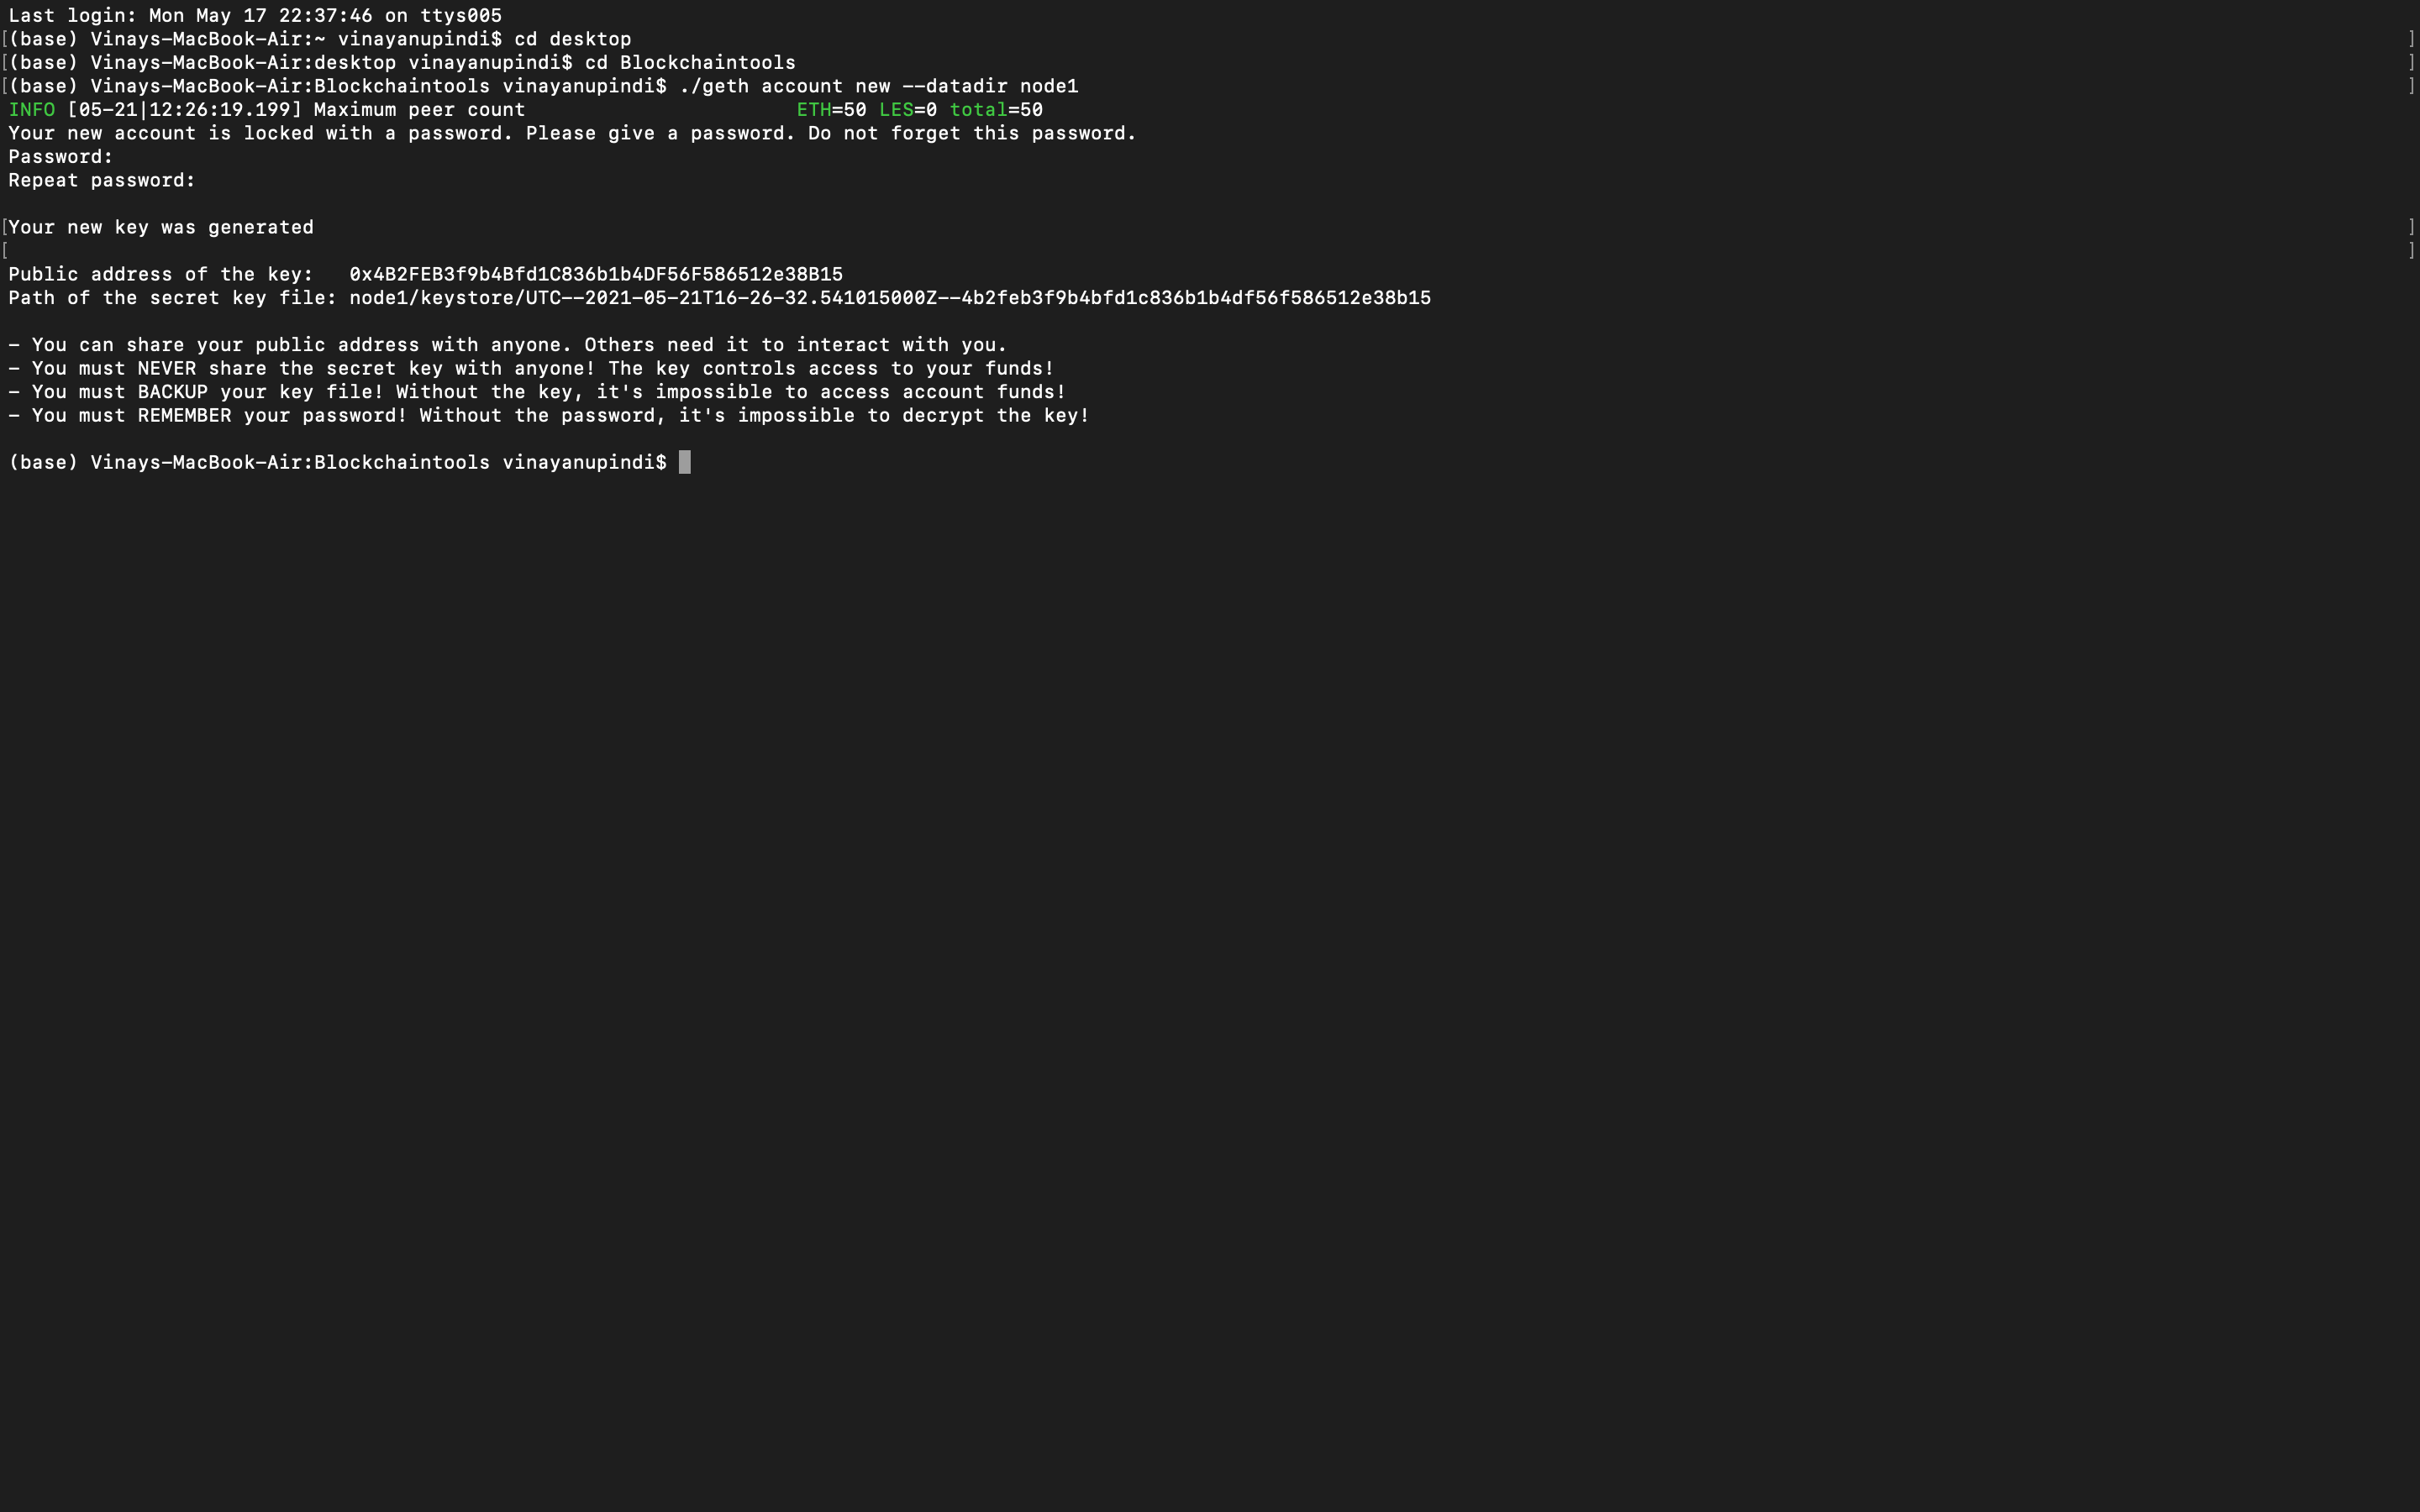 Last login: Mon May 17 22:37:46 on ttys005
[(base) Vinays-MacBook-Air:~ vinayanupindi$ cd desktop ]
[(base) Vinays-MacBook-Air:desktop vinayanupindi$ cd Blockchaintools ]
[(base) Vinays-MacBook-Air:Blockchaintools vinayanupindi$ ./geth account new --datadir node1 ]
INFO [05-21|12:26:19.199] Maximum peer count ETH=50 LES=0 total=50
Your new account is locked with a password. Please give a password. Do not forget this password.
Password:
Repeat password:
[Your new key was generated ]
[ ]
Public address of the key: 0x4B2FEB3f9b4Bfd1C836b1b4DF56F586512e38B15
Path of the secret key file: node1/keystore/UTC--2021-05-21T16-26-32.541015000Z--4b2feb3f9b4bfd1c836b1b4df56f586512e38b15
- You can share your public address with anyone. Others need it to interact with you.
- You must NEVER share the secret key with anyone! The key controls access to your funds!
- You must BACKUP your key file! Without the key, it's impossible to access account funds!
- You must REMEMBER your password! Without the password, it's impossible to decrypt the key!
(base) Vinays-MacBook-Air:Blockchaintools vinayanupindi$